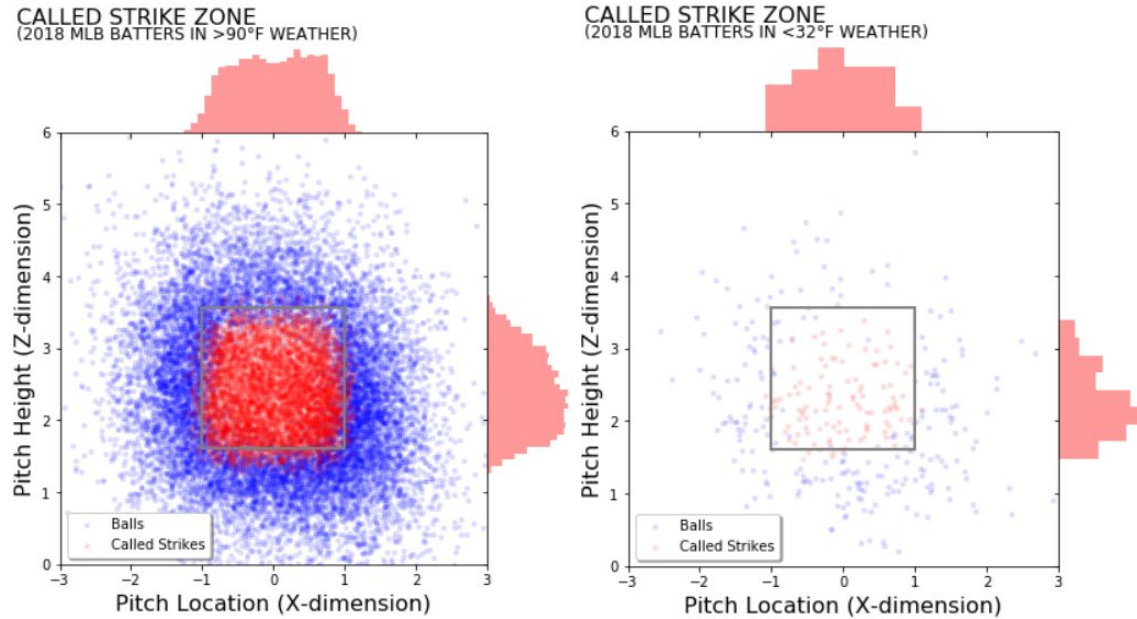 CALLED STRIKE ZONE
(2018 MLB BATTERS IN >90°F WEATHER)
6
5
4
3
2
1
0
Pitch Height (Z-dimension)
Balls
Called Strikes
−3
−2
−1
0
1
2
3
Pitch Location (X-dimension)
CALLED STRIKE ZONE
(2018 MLB BATTERS IN <32°F WEATHER)
6
5
4
3
2
1
0
Pitch Height (Z-dimension)
Balls
Called Strikes
−3
−2
−1
0
1
2
3
Pitch Location (X-dimension)